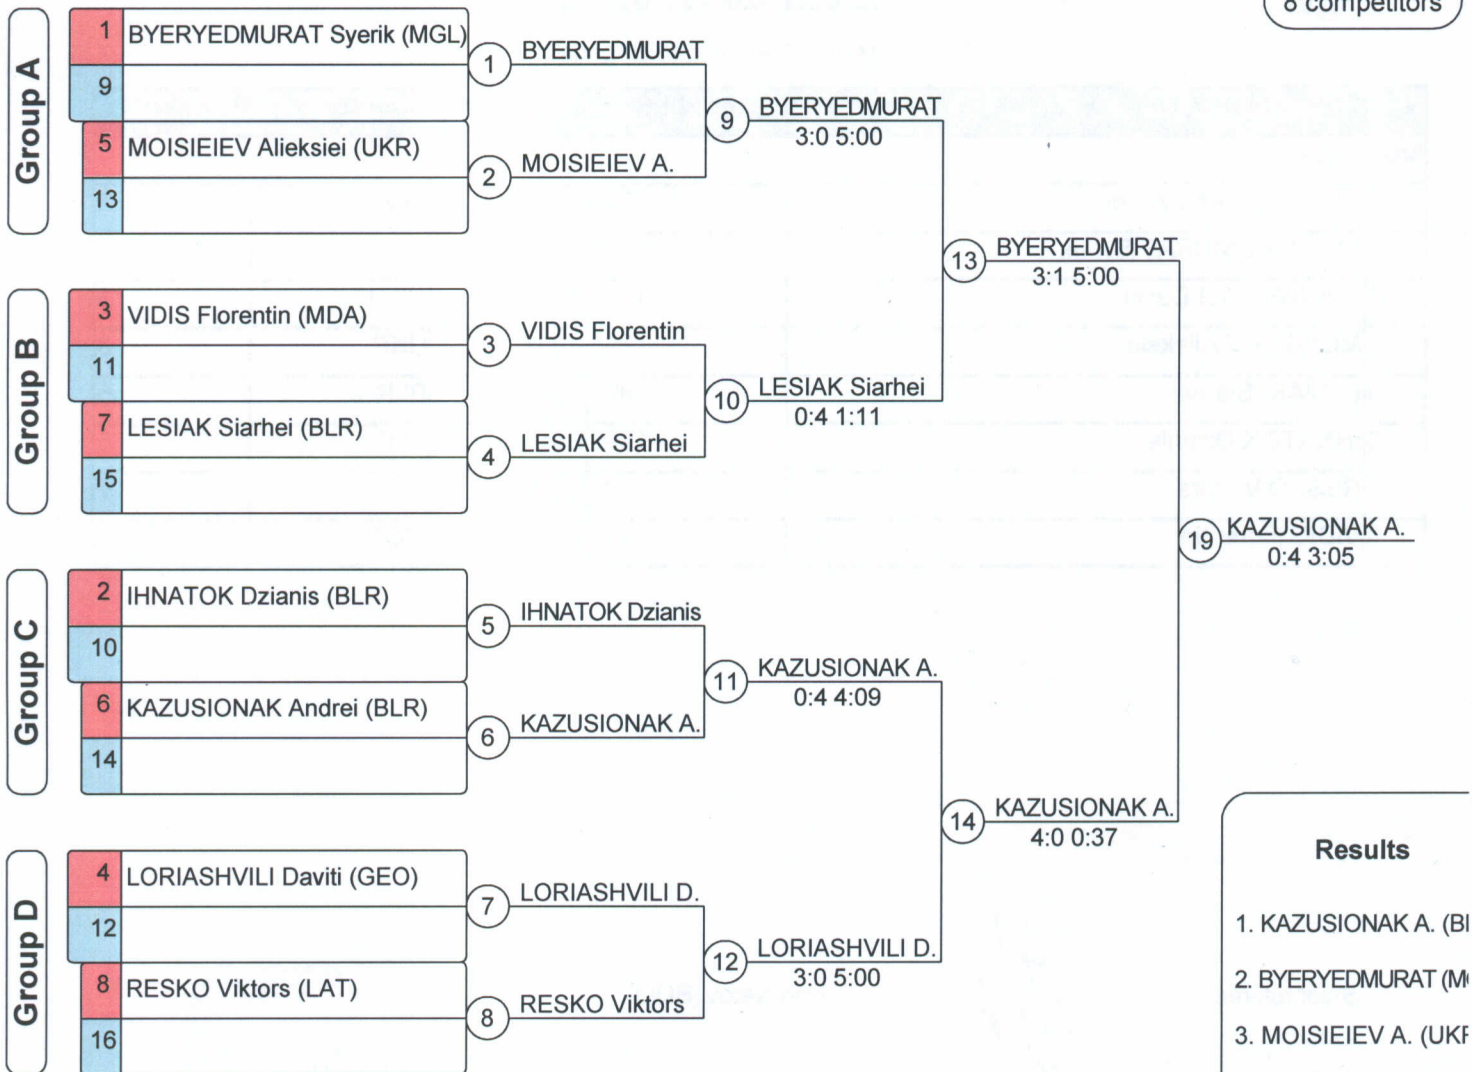 8 competitors
Group A
1 BYERYEDMURAT Syerik (MGL)
9
5 MOISIEIEV Alieksiei (UKR)
13
1 BYERYEDMURAT
2 MOISIEIEV A.
9 BYERYEDMURAT
3:0 5:00
Group B
3 VIDIS Florentin (MDA)
11
7 LESIAK Siarhei (BLR)
15
3 VIDIS Florentin
4 LESIAK Siarhei
10 LESIAK Siarhei
0:4 1:11
13 BYERYEDMURAT
3:1 5:00
Group C
2 IHNATOK Dzianis (BLR)
10
6 KAZUSIONAK Andrei (BLR)
14
5 IHNATOK Dzianis
6 KAZUSIONAK A.
11 KAZUSIONAK A.
0:4 4:09
Group D
4 LORIASHVILI Daviti (GEO)
12
8 RESKO Viktors (LAT)
16
7 LORIASHVILI D.
8 RESKO Viktors
12 LORIASHVILI D.
3:0 5:00
14 KAZUSIONAK A.
4:0 0:37
19 KAZUSIONAK A.
0:4 3:05
Results
1. KAZUSIONAK A.
2. BYERYEDMURAT
3. MOISIEIEV A.